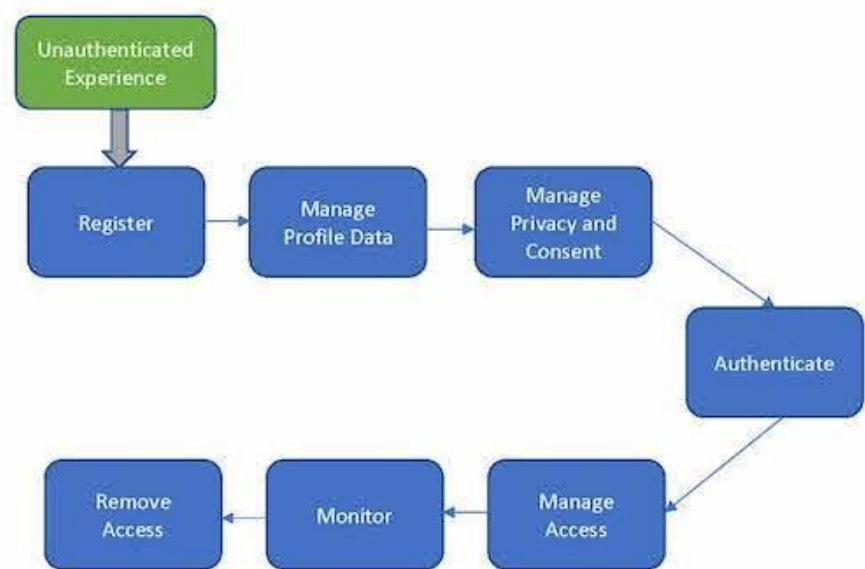 Unauthenticated
Experience
Register
Manage
Profile Data
Manage
Privacy and
Consent
Authenticate
Manage
Access
Monitor
Remove
Access